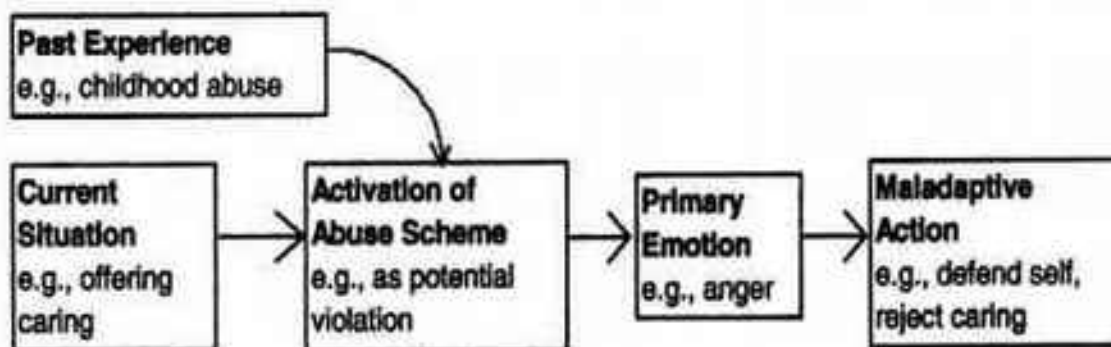 Past Experience
e.g., childhood abuse
Current
Situation
e.g., offering
caring
Activation of
Abuse Scheme
e.g., as potential
violation
Primary
Emotion
e.g., anger
Maladaptive
Action
e.g., defend self,
reject caring